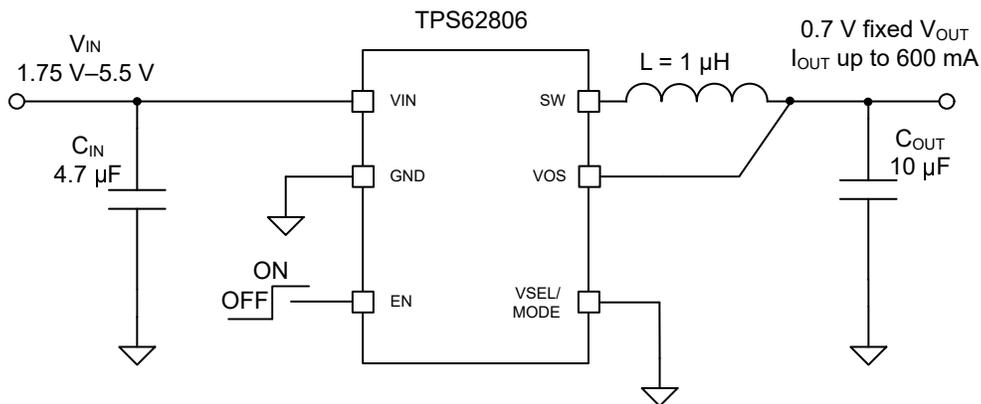 TPS62806
VIN
1.75 V–5.5 V
CIN
4.7 µF
VIN
GND
EN
ON
OFF
SW
VOS
VSEL/
MODE
L = 1 µH
0.7 V fixed VOUT
IOUT up to 600 mA
COUT
10 µF